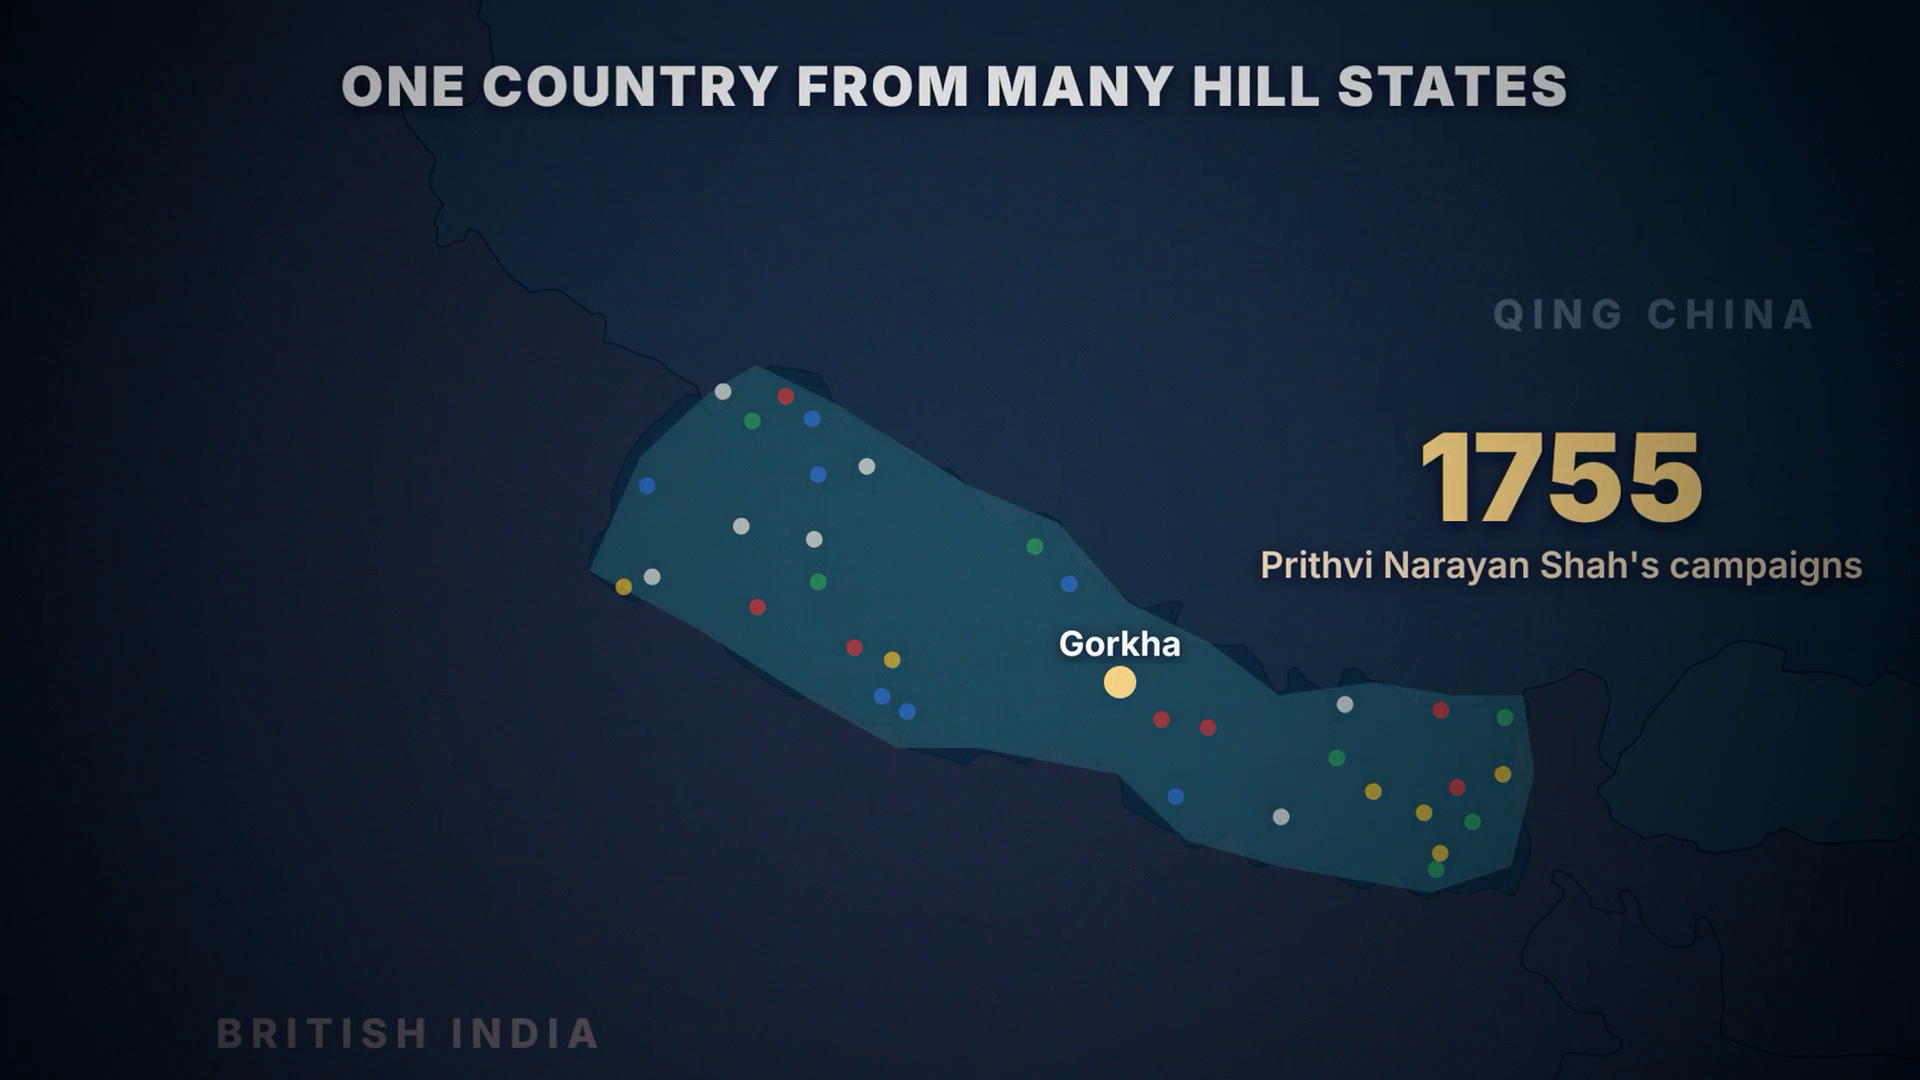 ONE COUNTRY FROM MANY HILL STATES
QING CHINA
1755
Prithvi Narayan Shah's campaigns
Gorkha
BRITISH INDIA